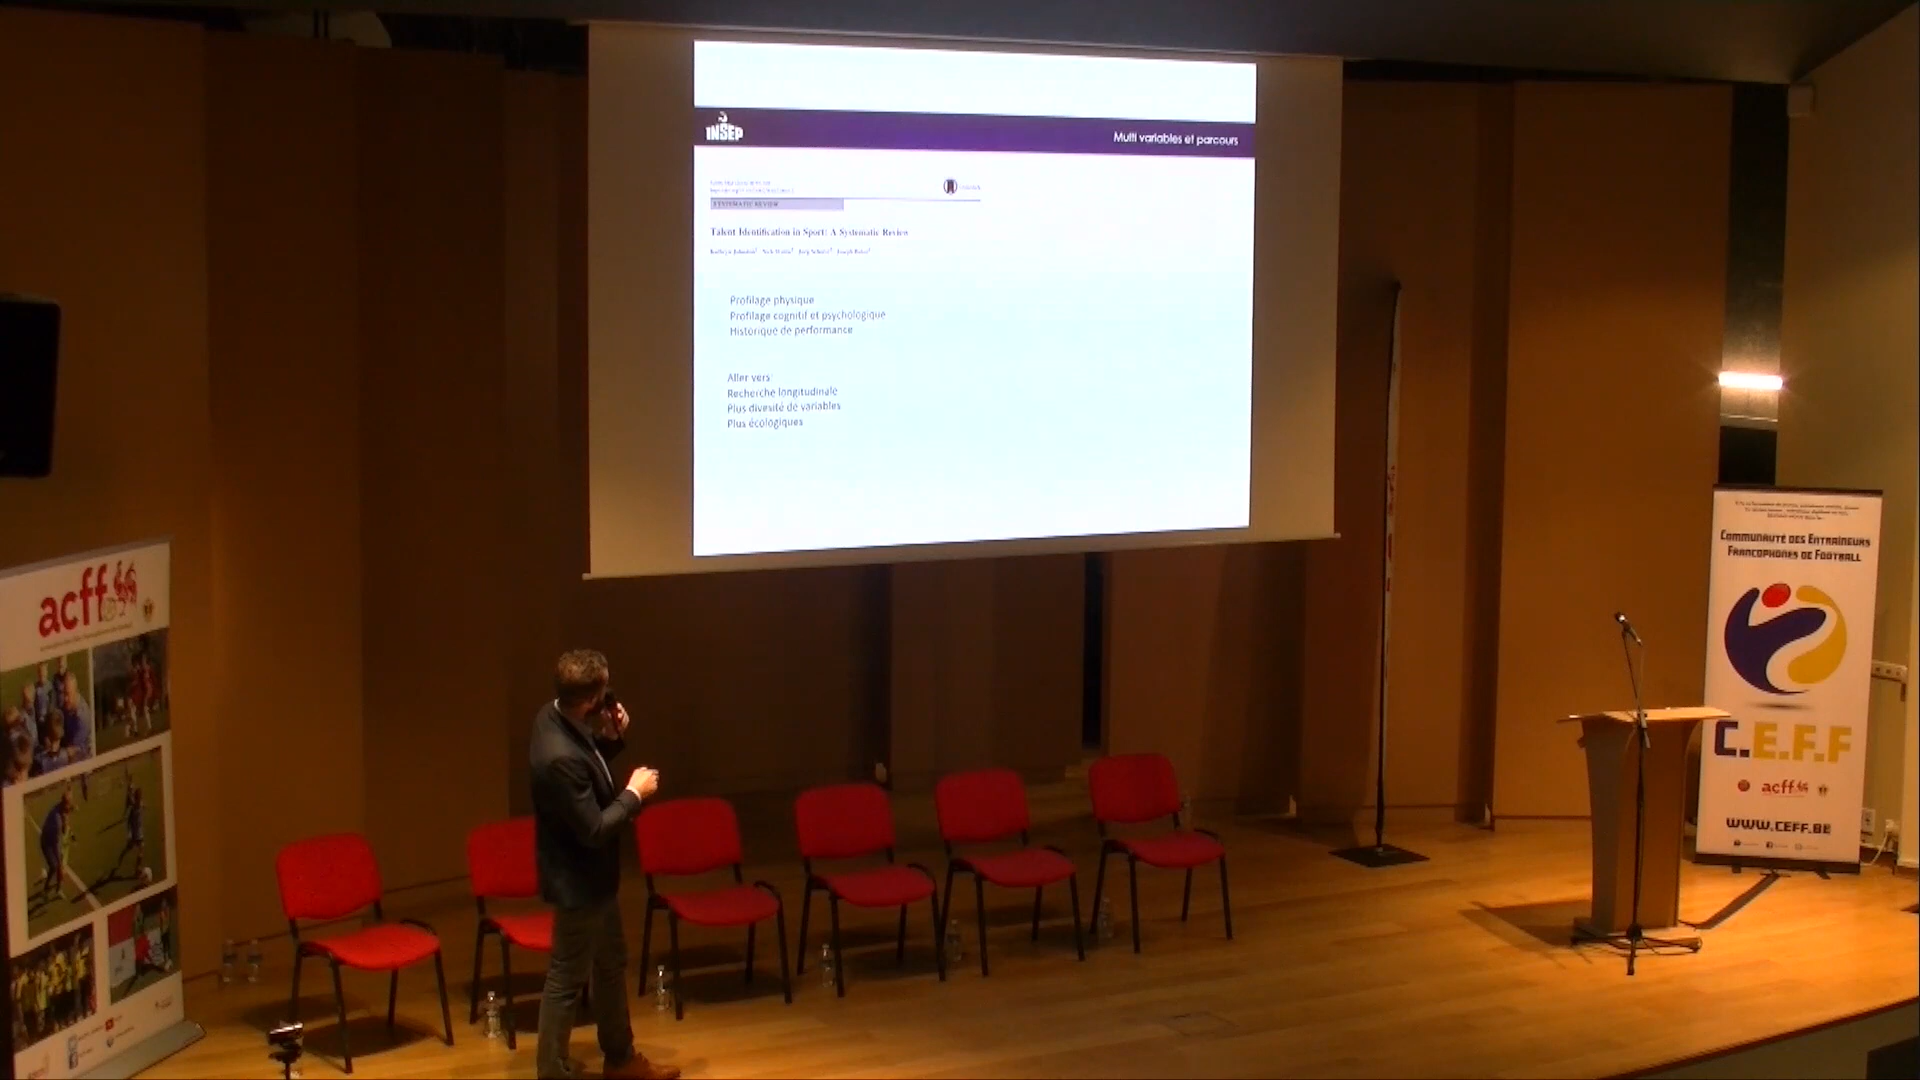 INSEP
Multi variables et parcours
SYSTEMATIC REVIEW
Talent Identification in Sport: A Systematic Review
Profilage physique
Profilage cognitif et psychologique
Historique de performance
Aller vers:
Recherche longitudinale
Plus divesité de variables
Plus écologiques
acff
Communauté des Entraîneurs
Francophones de Football
C.E.F.F
acff
www.ceff.be